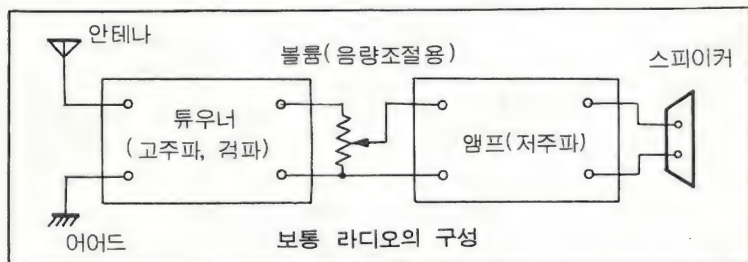 안테나
볼륨(음량조절용)
스피이커
튜우너
(고주파, 검파)
앰프(저주파)
어어드
보통 라디오의 구성